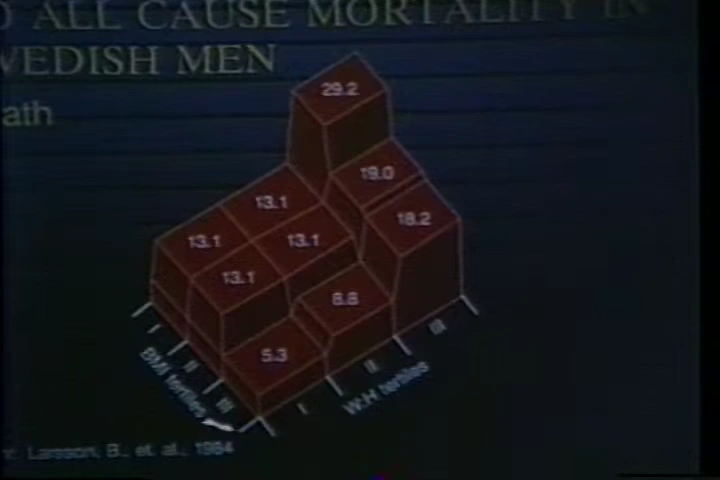 ALL CAUSE MORTALITY IN
WEDISH MEN
ath
29.2
19.0
13.1
18.2
13.1
13.1
13.1
8.8
5.3
I
II
III
BMI tertiles
I
II
III
W:H tertiles
Larsson, B., et. al., 1984